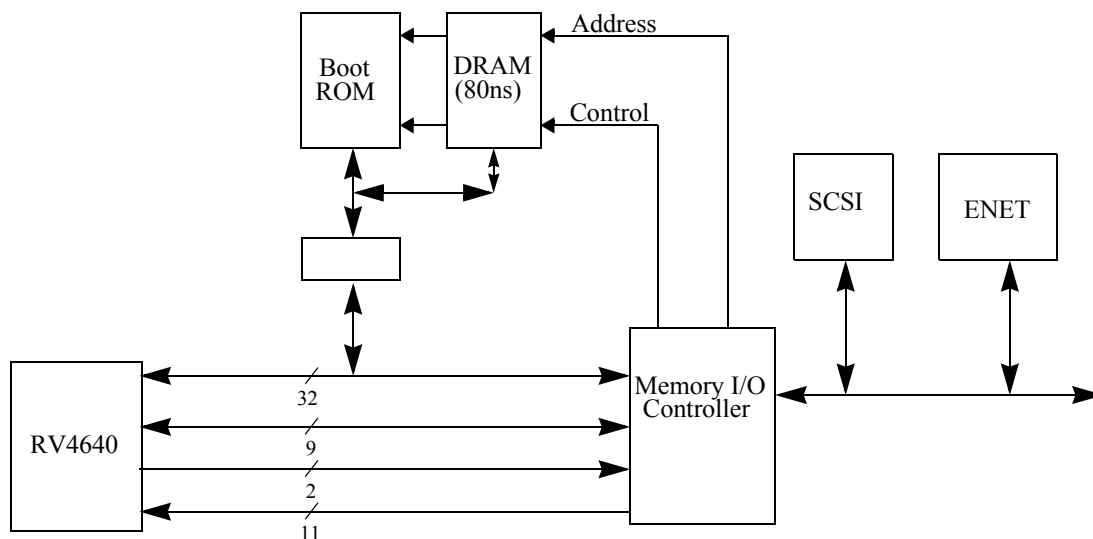 Address
Boot
ROM
DRAM
(80ns)
Control
SCSI
ENET
32
Memory I/O
Controller
RV4640
9
2
11